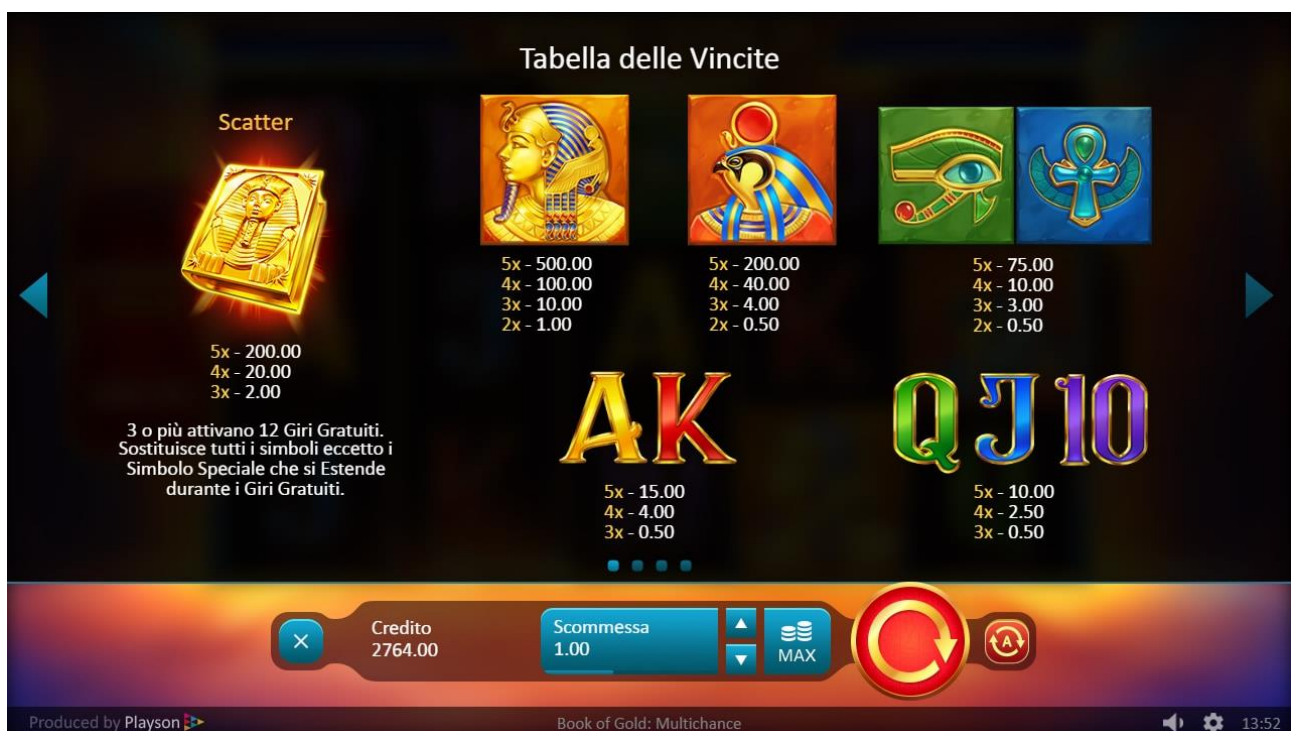 Tabella delle Vincite
Scatter
5x - 200.00
4x - 20.00
3x - 2.00
3 o più attivano 12 Giri Gratuiti.
Sostituisce tutti i simboli eccetto i
Simbolo Speciale che si Estende
durante i Giri Gratuiti.
5x - 500.00
4x - 100.00
3x - 10.00
2x - 1.00
5x - 200.00
4x - 40.00
3x - 4.00
2x - 0.50
5x - 75.00
4x - 10.00
3x - 3.00
2x - 0.50
AK
5x - 15.00
4x - 4.00
3x - 0.50
QJ10
5x - 10.00
4x - 2.50
3x - 0.50
Credito
2764.00
Scommessa
1.00
MAX
A
Produced by Playson
Book of Gold: Multichance
13:52